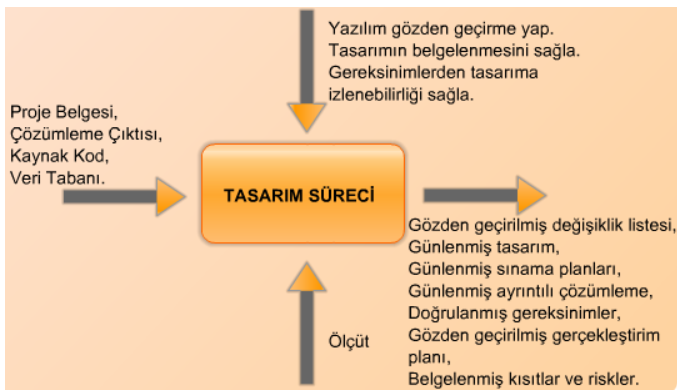 Yazılım gözden geçirme yap.
Tasarımın belgelenmesini sağla.
Gereksinimlerden tasarıma
izlenebilirliği sağla.
Proje Belgesi,
Çözümleme Çıktısı,
Kaynak Kod,
Veri Tabanı.
TASARIM SÜRECİ
Gözden geçirilmiş değişiklik listesi,
Günlenmiş tasarım,
Günlenmiş sınama planları,
Günlenmiş ayrıntılı çözümleme,
Doğrulanmış gereksinimler,
Gözden geçirilmiş gerçekleştirim
planı,
Belgelenmiş kısıtlar ve riskler.
Ölçüt